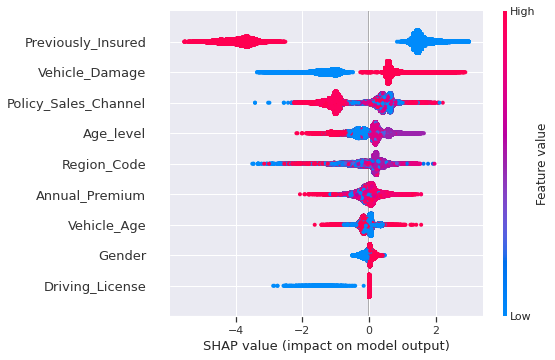 High
Previously_Insured
Vehicle_Damage
Policy_Sales_Channel
Age_level
Region_Code
Annual_Premium
Vehicle_Age
Gender
Driving_License
Feature value
Low
−4 −2 0 2
SHAP value (impact on model output)